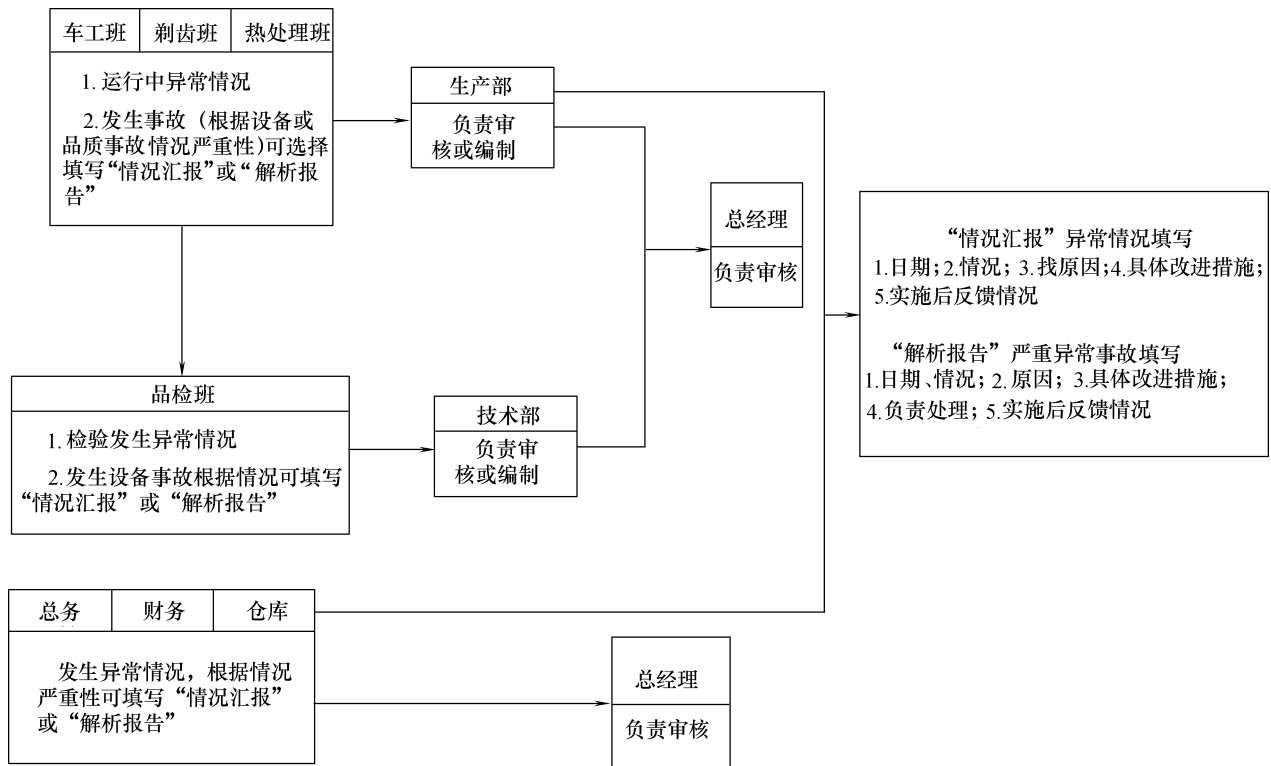 车工班 剃齿班 热处理班
1.运行中异常情况
2.发生事故（根据设备或
品质事故情况严重性）可选择
填写“情况汇报”或“解析报
告”
生产部
负责审
核或编制
总经理
负责审核
“情况汇报”异常情况填写
1.日期；2.情况；3.找原因；4.具体改进措施；
5.实施后反馈情况
“解析报告”严重异常事故填写
1.日期、情况；2.原因；3.具体改进措施；
4.负责处理；5.实施后反馈情况
品检班
1.检验发生异常情况
2.发生设备事故根据情况可填写
“情况汇报”或“解析报告”
技术部
负责审
核或编制
总务 财务 仓库
发生异常情况，根据情况
严重性可填写“情况汇报”
或“解析报告”
总经理
负责审核